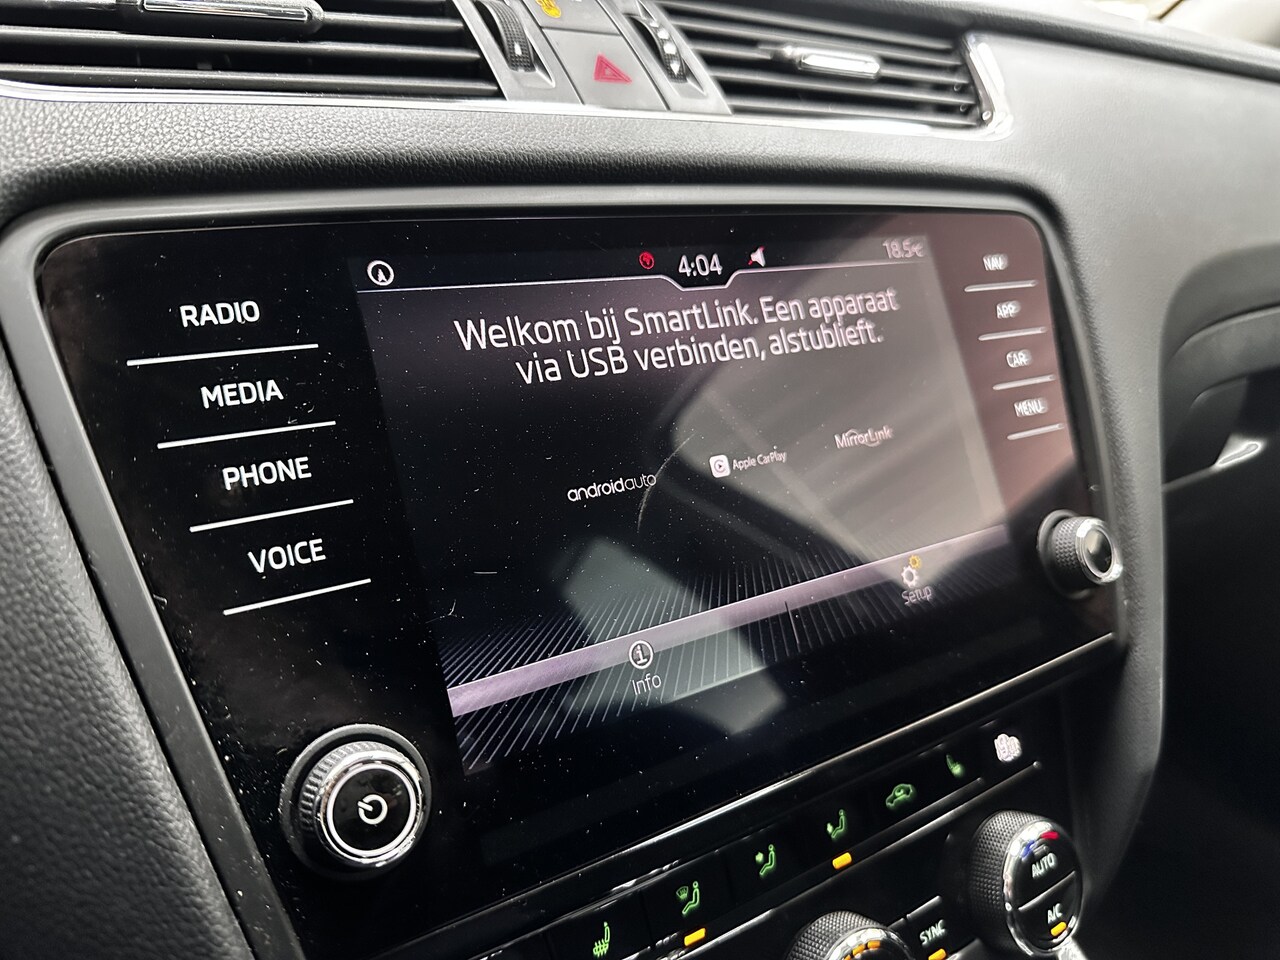 4:04
18.5°C
RADIO
MEDIA
PHONE
VOICE
Welkom bij SmartLink. Een apparaat
via USB verbinden, alstublieft.
androidauto
Apple CarPlay
MirrorLink
Info
Setup
NAV
APP
CAR
MENU
AUTO
A/C
SYNC